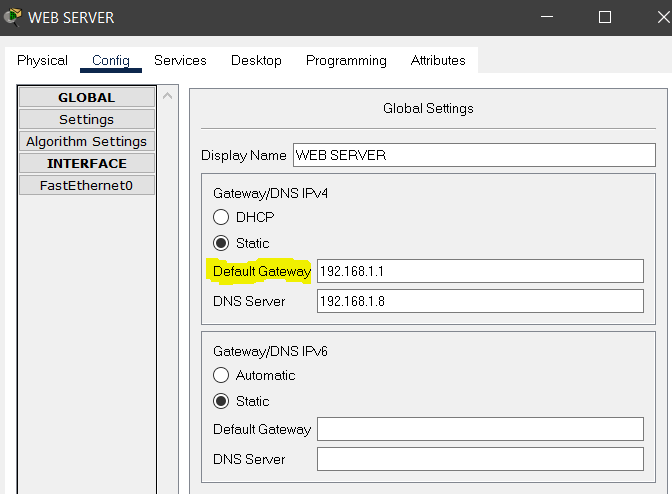 WEB SERVER
Physical Config Services Desktop Programming Attributes
GLOBAL
Settings
Algorithm Settings
INTERFACE
FastEthernet0
Global Settings
Display Name WEB SERVER
Gateway/DNS IPv4
DHCP
Static
Default Gateway 192.168.1.1
DNS Server 192.168.1.8
Gateway/DNS IPv6
Automatic
Static
Default Gateway
DNS Server